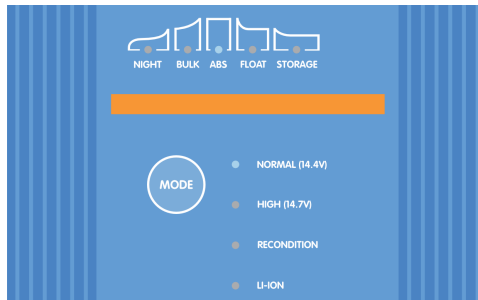 NIGHT BULK ABS FLOAT STORAGE
MODE
NORMAL (14.4V)
HIGH (14.7V)
RECONDITION
LI-ION